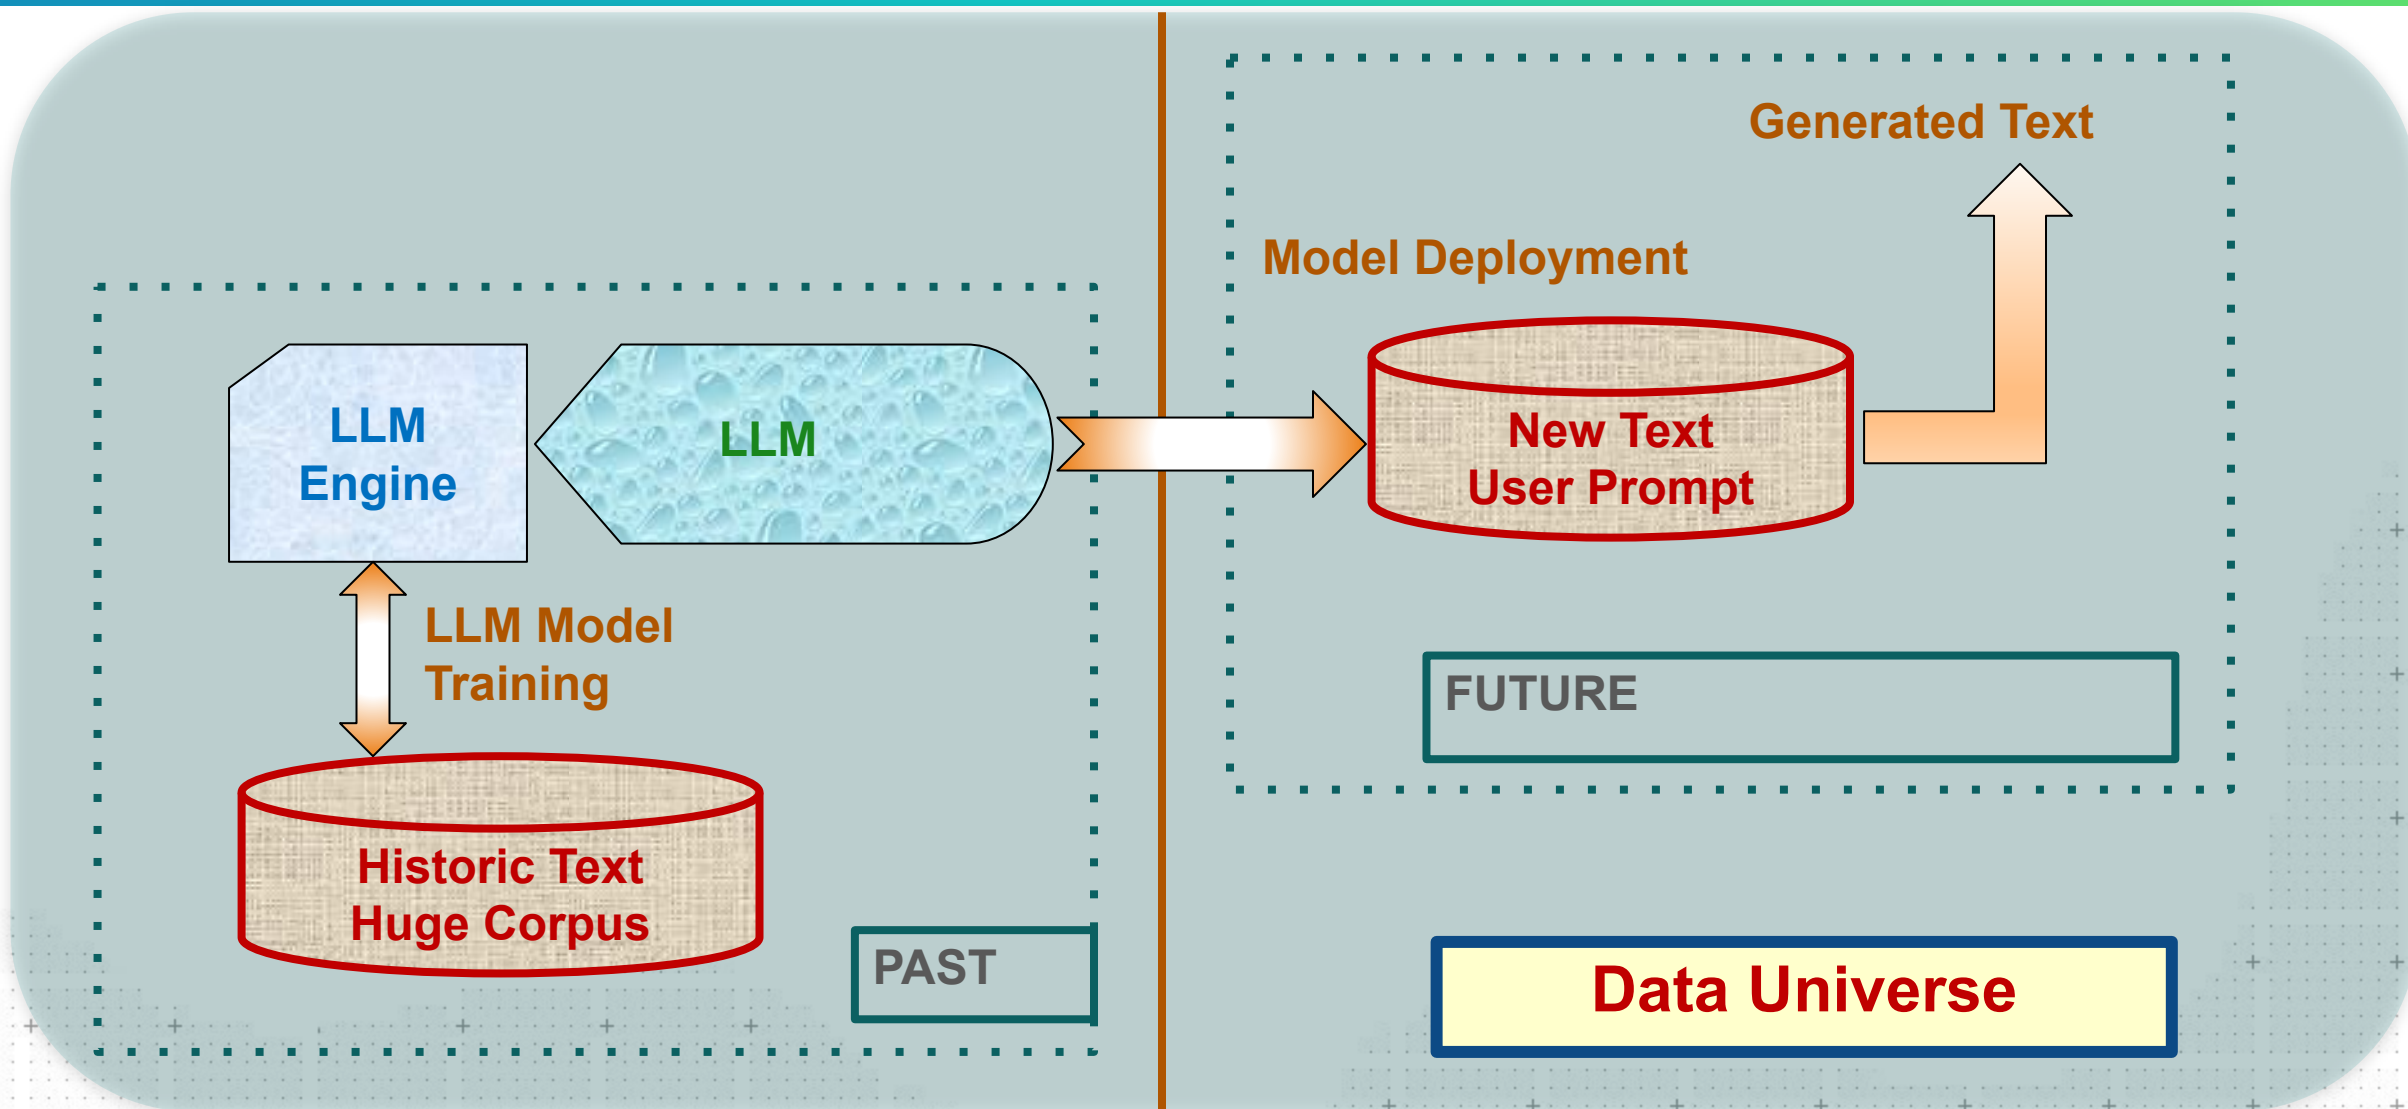 Generated Text
Model Deployment
LLM
Engine
LLM
New Text
User Prompt
LLM Model
Training
FUTURE
Historic Text
Huge Corpus
PAST
Data Universe